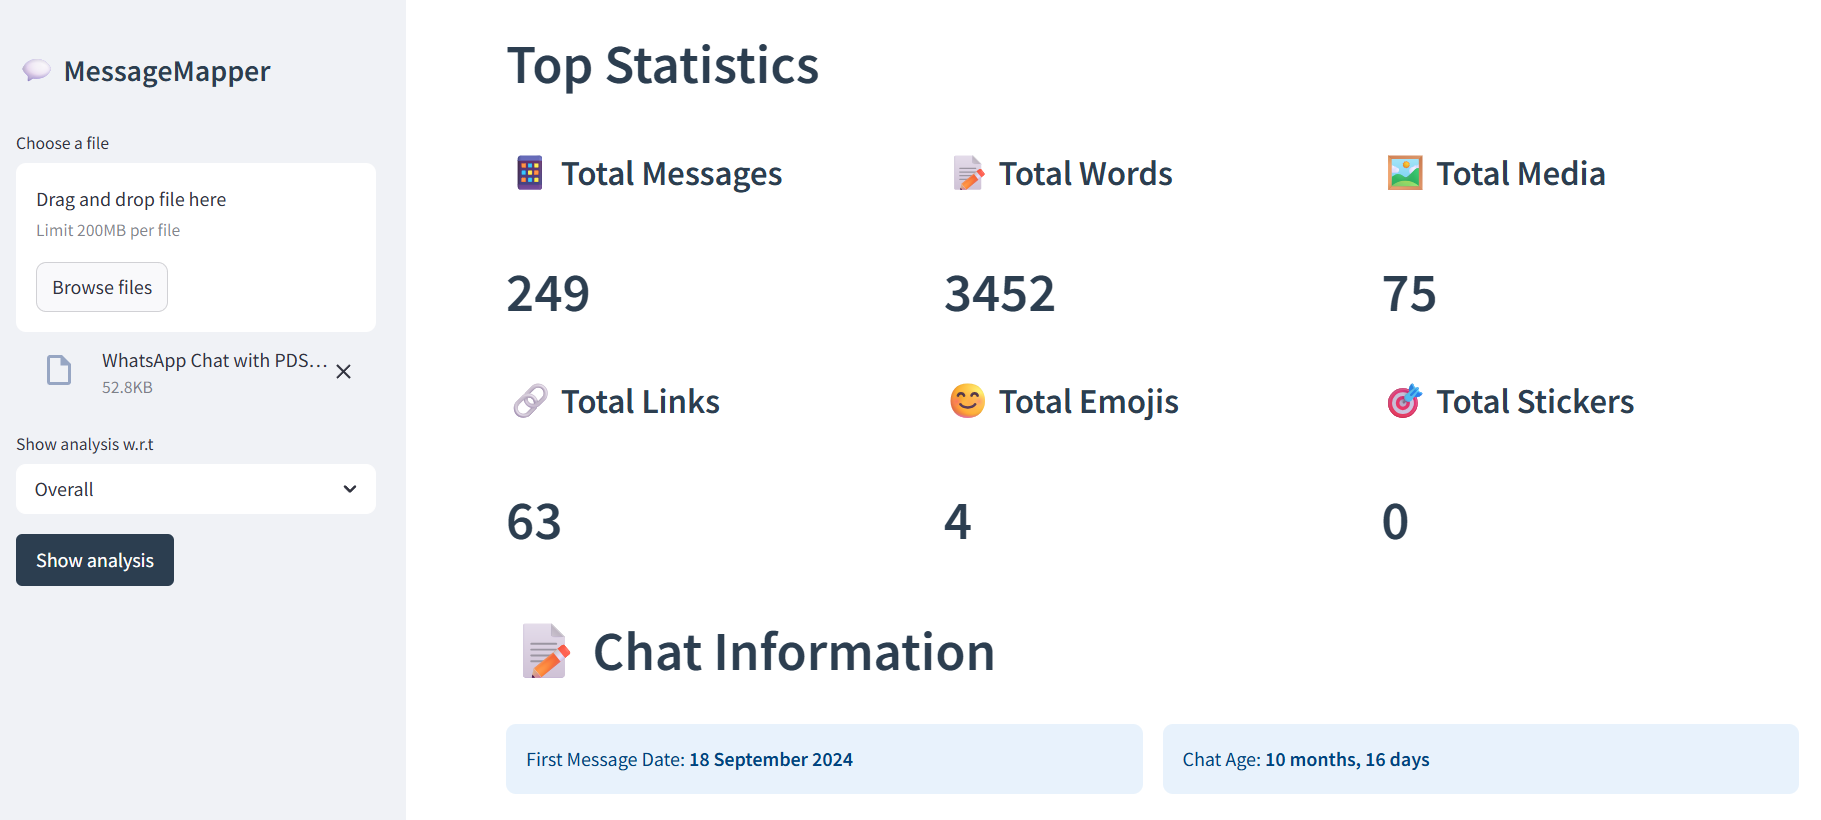 MessageMapper
Choose a file
Drag and drop file here
Limit 200MB per file
Browse files
WhatsApp Chat with PDS...
52.8KB
Show analysis w.r.t
Overall
Show analysis
Top Statistics
Total Messages
Total Words
Total Media
249
3452
75
Total Links
Total Emojis
Total Stickers
63
4
0
Chat Information
First Message Date: 18 September 2024
Chat Age: 10 months, 16 days